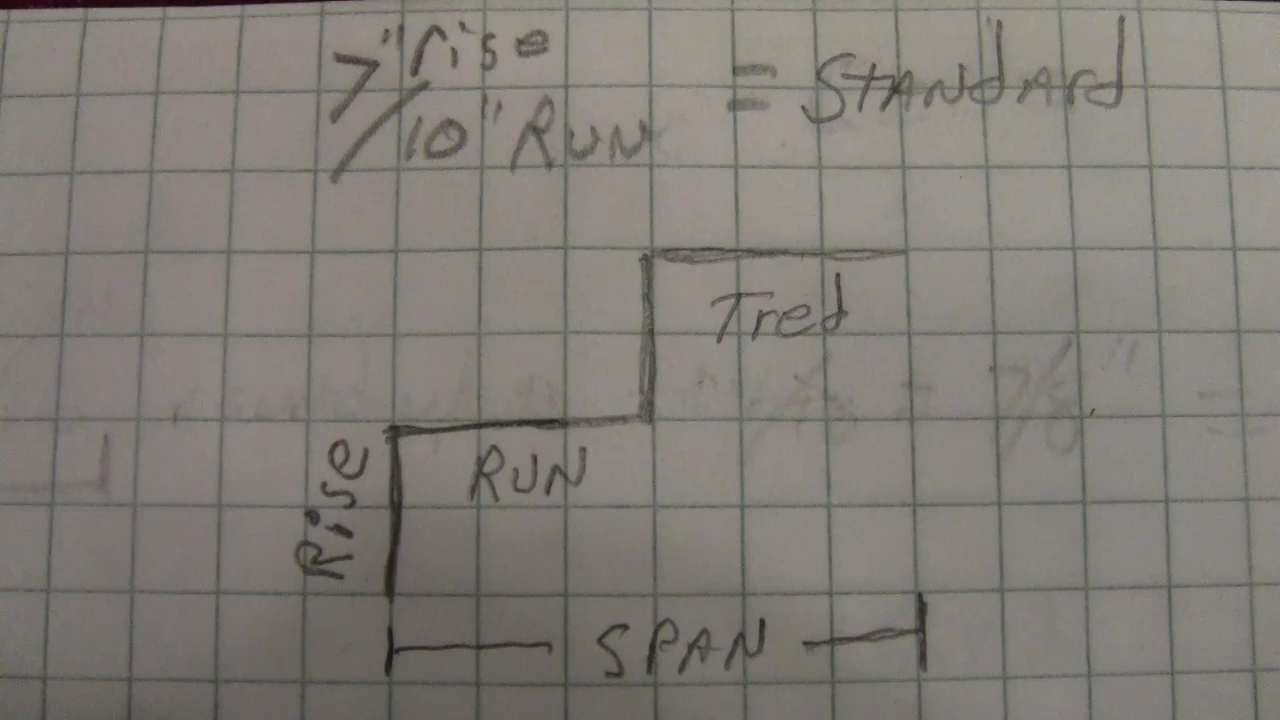 7" rise
/10" RUN = STANdARd
Tred
RUN
Rise
SPAN